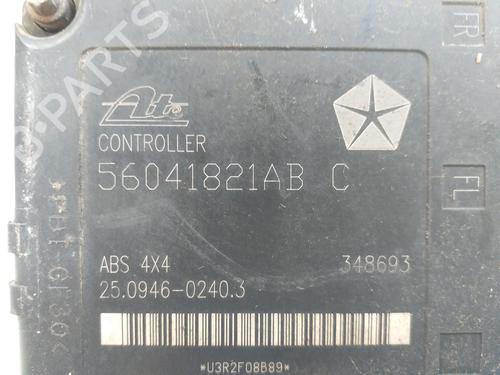 B-PARTS
FR
Ate
CONTROLLER
56041821AB C
FL
ABS 4X4 348693
25.0946-0240.3
*U3R2F08B89*